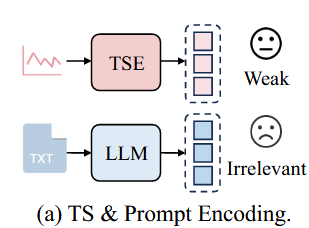 TSE
Weak
TXT
LLM
Irrelevant
(a) TS & Prompt Encoding.